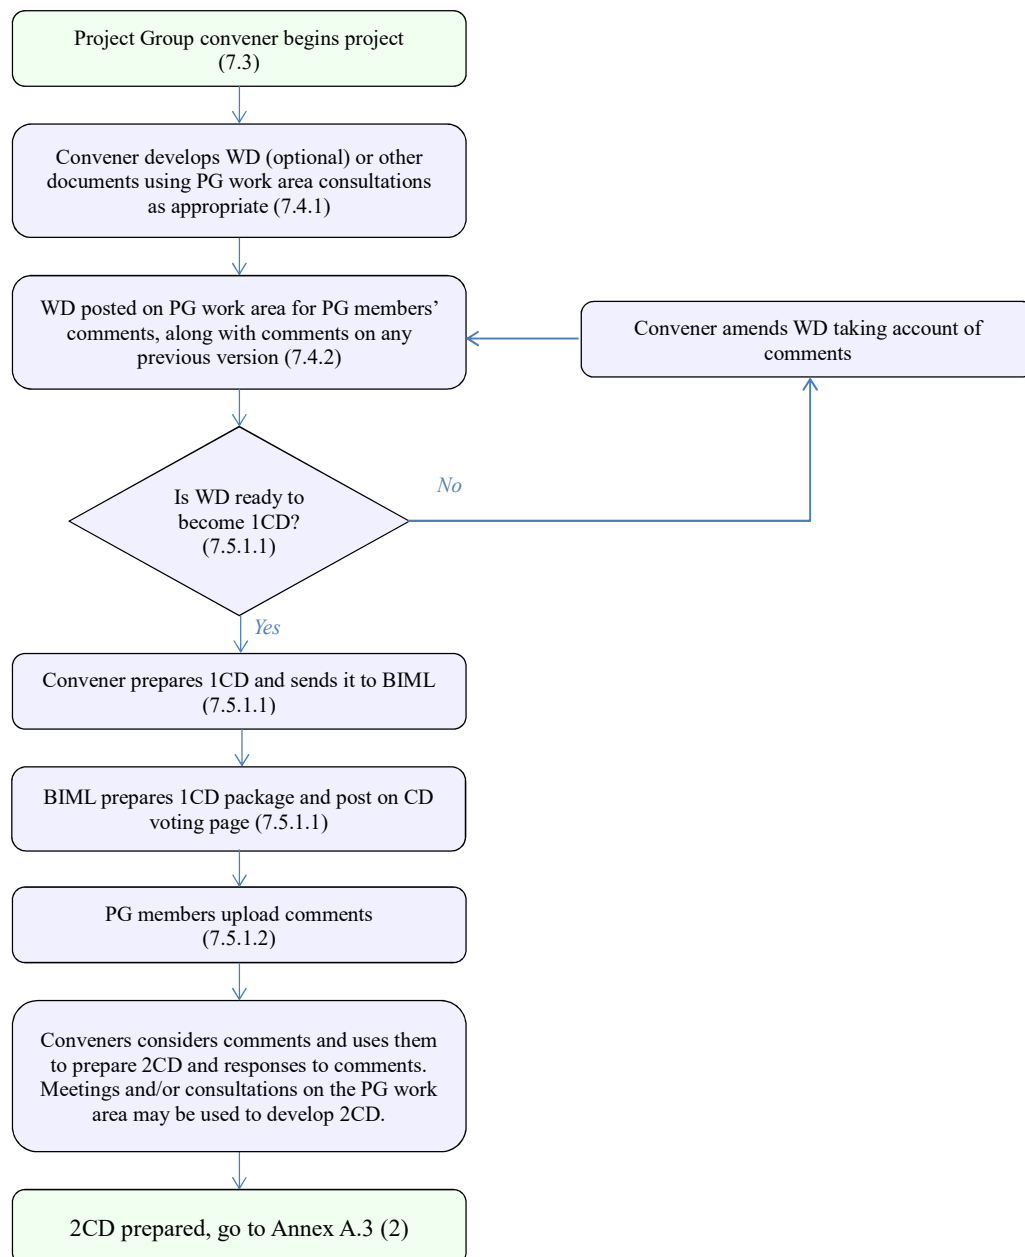 Project Group convener begins project
(7.3)
Convener develops WD (optional) or other
documents using PG work area consultations
as appropriate (7.4.1)
WD posted on PG work area for PG members’
comments, along with comments on any
previous version (7.4.2)
Convener amends WD taking account of
comments
Is WD ready to
become 1CD?
(7.5.1.1)
No
Yes
Convener prepares 1CD and sends it to BIML
(7.5.1.1)
BIML prepares 1CD package and post on CD
voting page (7.5.1.1)
PG members upload comments
(7.5.1.2)
Conveners considers comments and uses them
to prepare 2CD and responses to comments.
Meetings and/or consultations on the PG work
area may be used to develop 2CD.
2CD prepared, go to Annex A.3 (2)